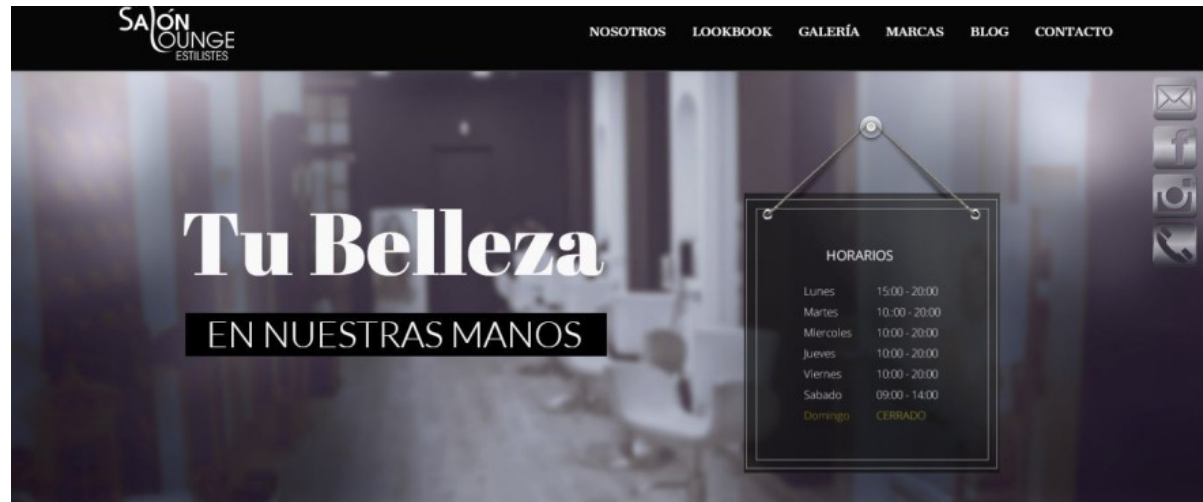 SALÓN
LOUNGE
ESTILISTES
NOSOTROS LOOKBOOK GALERÍA MARCAS BLOG CONTACTO
Tu Belleza
EN NUESTRAS MANOS
HORARIOS
Lunes 15:00 - 20:00
Martes 10.:00 - 20:00
Miercoles 10:00 - 20:00
Jueves 10:00 - 20:00
Viernes 10:00 - 20:00
Sabado 09:00 - 14:00
Domingo CERRADO